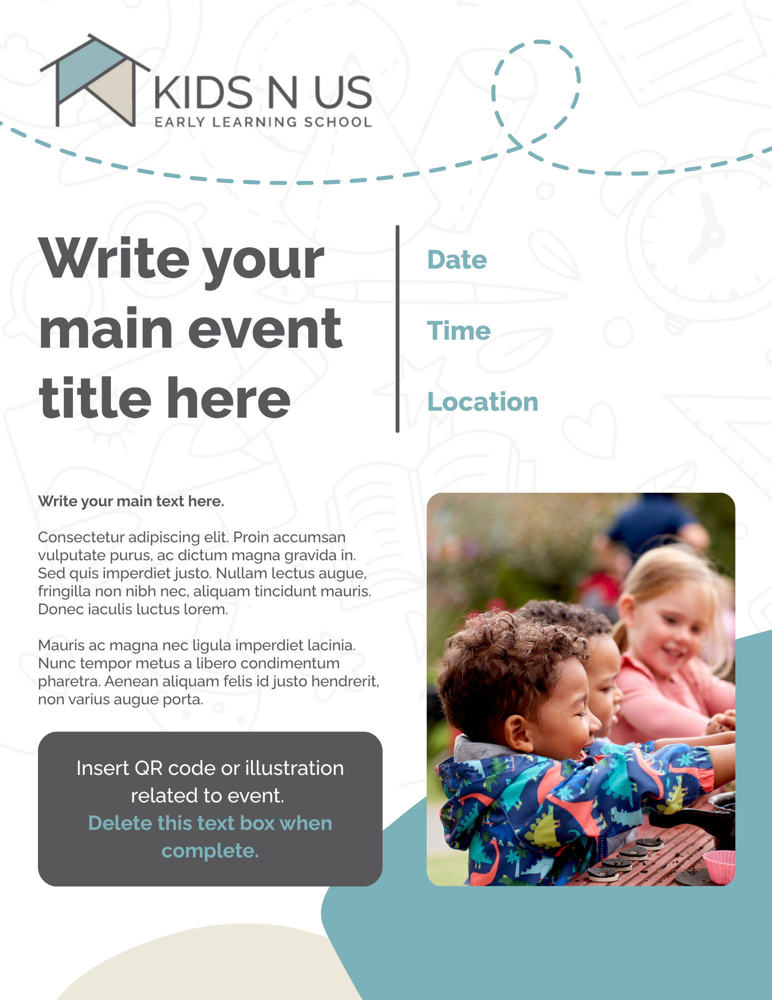 KIDS N US
EARLY LEARNING SCHOOL
Write your
main event
title here
Date
Time
Location
Write your main text here.
Consectetur adipiscing elit. Proin accumsan
vulputate purus, ac dictum magna gravida in.
Sed quis imperdiet justo. Nullam lectus augue,
fringilla non nibh nec, aliquam tincidunt mauris.
Donec iaculis luctus lorem.
Mauris ac magna nec ligula imperdiet lacinia.
Nunc tempor metus a libero condimentum
pharetra. Aenean aliquam felis id justo hendrerit,
non varius augue porta.
Insert QR code or illustration
related to event.
Delete this text box when
complete.